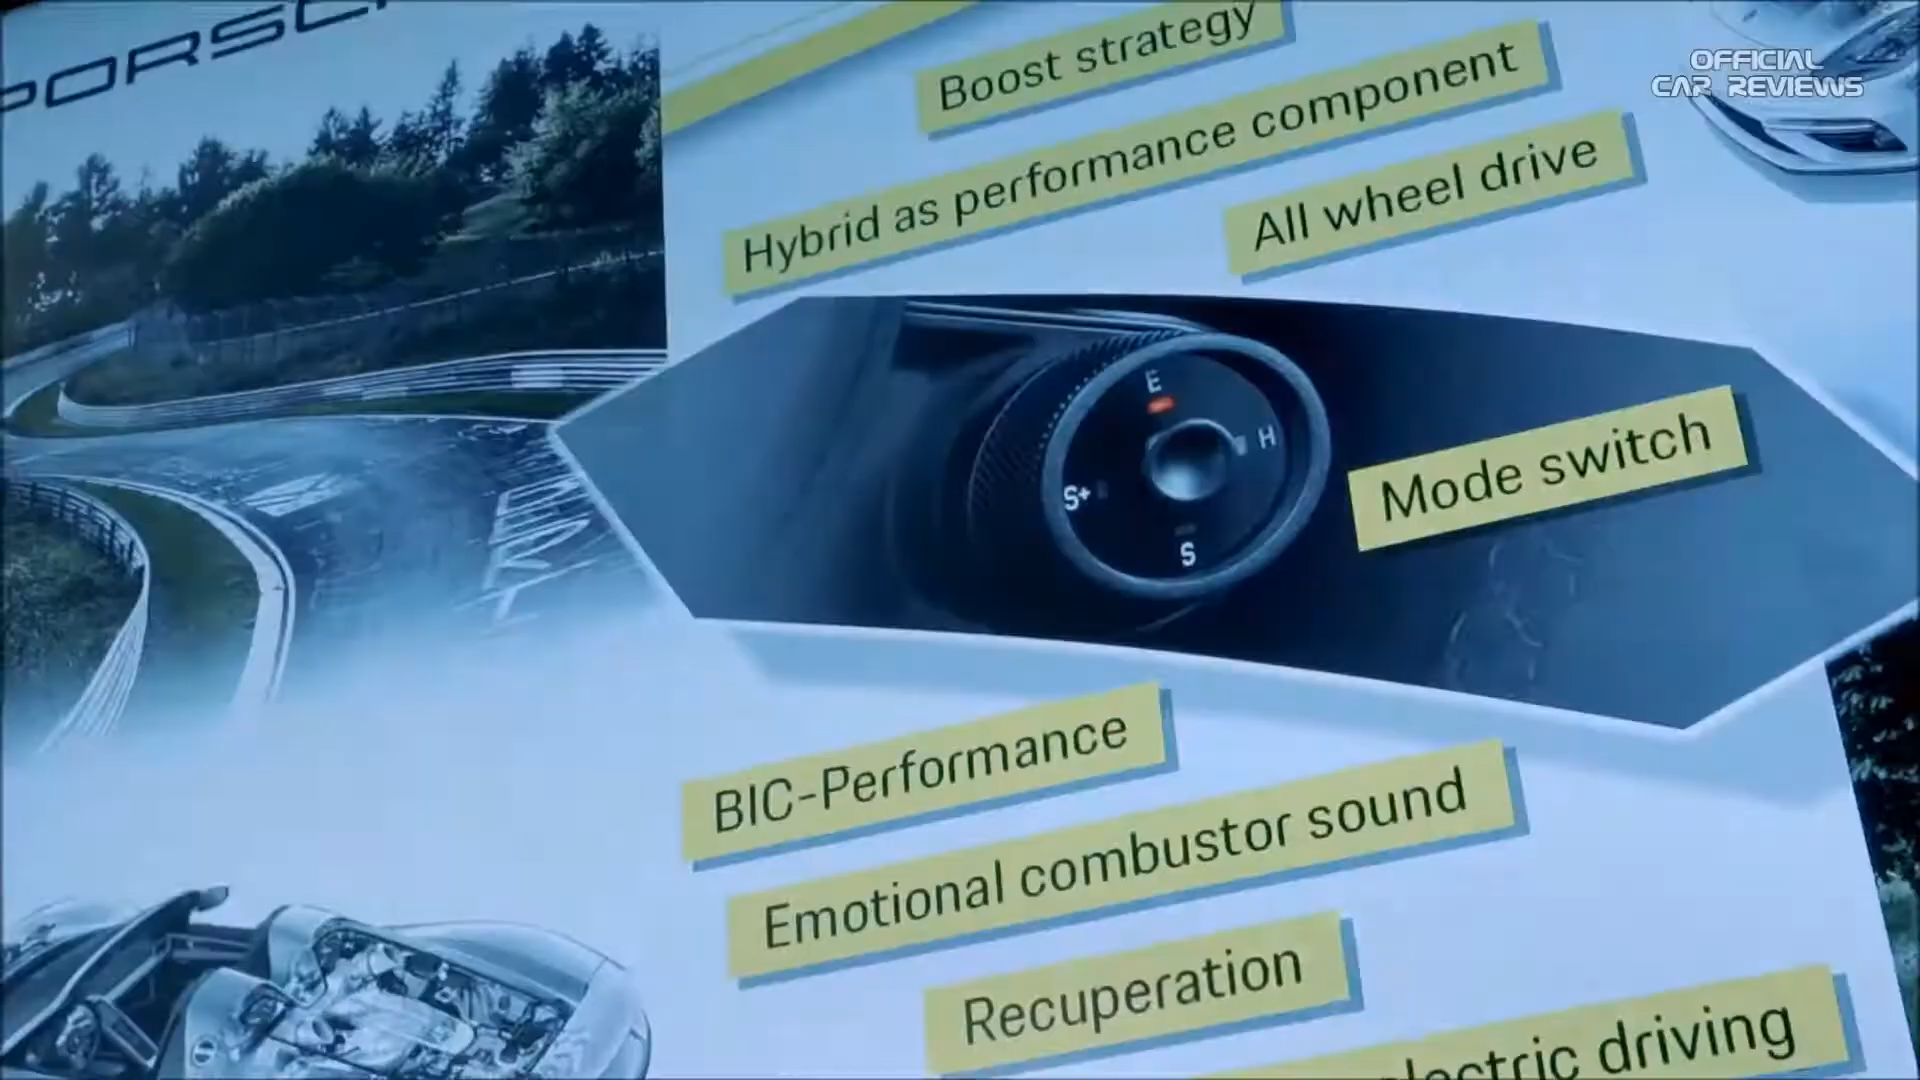 Boost strategy
OFFICIAL
CAR REVIEWS
Hybrid as performance component
All wheel drive
E
H
S+
S
Mode switch
BIC-Performance
Emotional combustor sound
Recuperation
driving